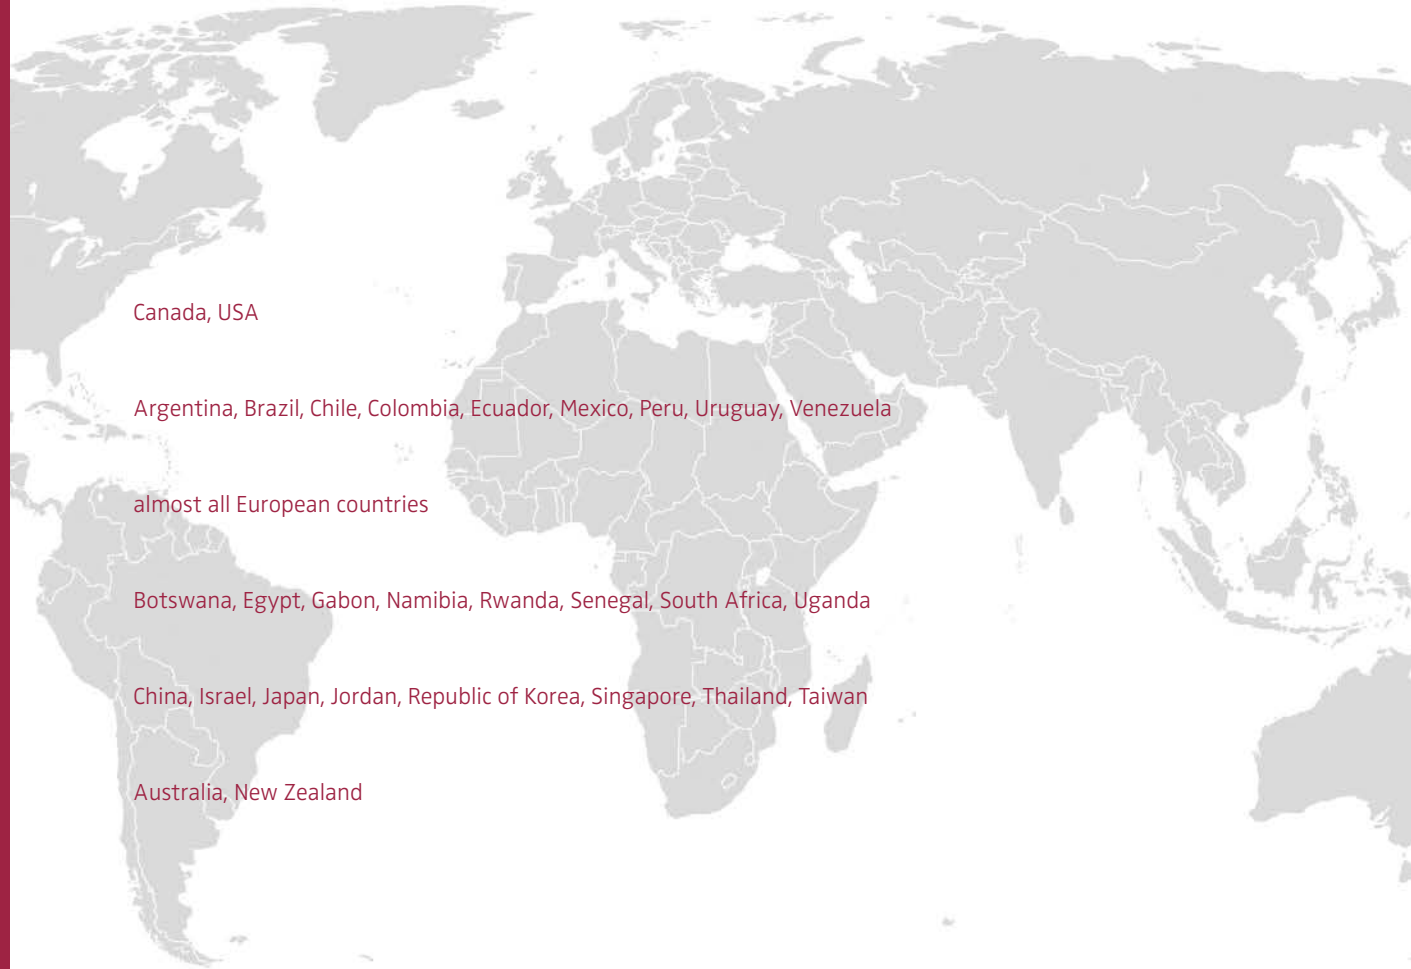 Canada, USA
Argentina, Brazil, Chile, Colombia, Ecuador, Mexico, Peru, Uruguay, Venezuela
almost all European countries
Botswana, Egypt, Gabon, Namibia, Rwanda, Senegal, South Africa, Uganda
China, Israel, Japan, Jordan, Republic of Korea, Singapore, Thailand, Taiwan
Australia, New Zealand